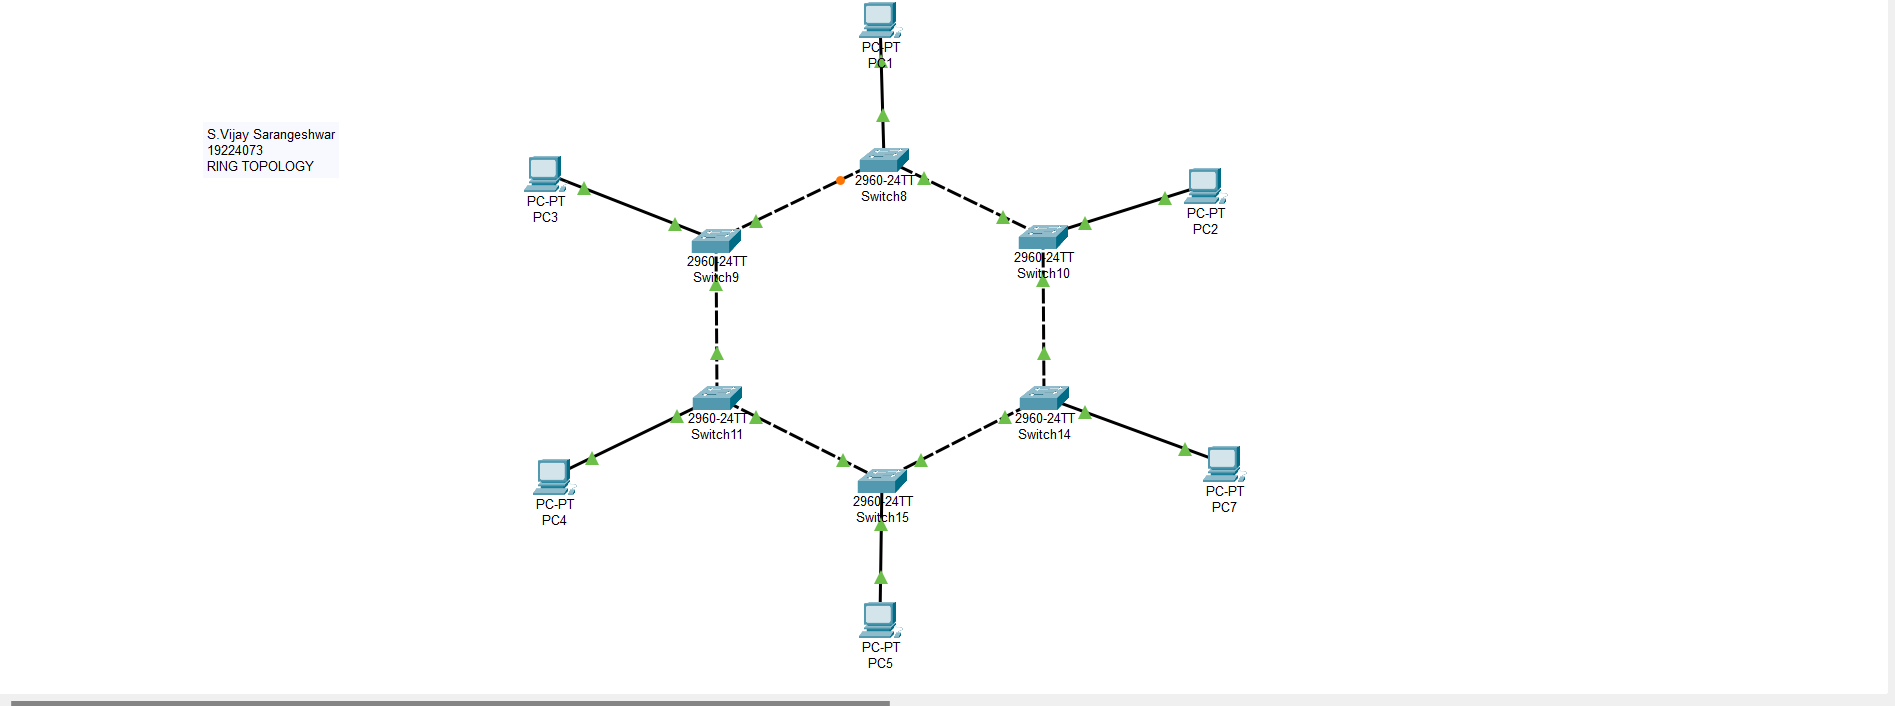 PC-PT
PC1
S.Vijay Sarangeshwar
19224073
RING TOPOLOGY
2960-24TT
Switch8
PC-PT
PC3
PC-PT
PC2
2960-24TT
Switch9
2960-24TT
Switch10
2960-24TT
Switch11
2960-24TT
Switch14
PC-PT
PC4
2960-24TT
Switch15
PC-PT
PC7
PC-PT
PC5